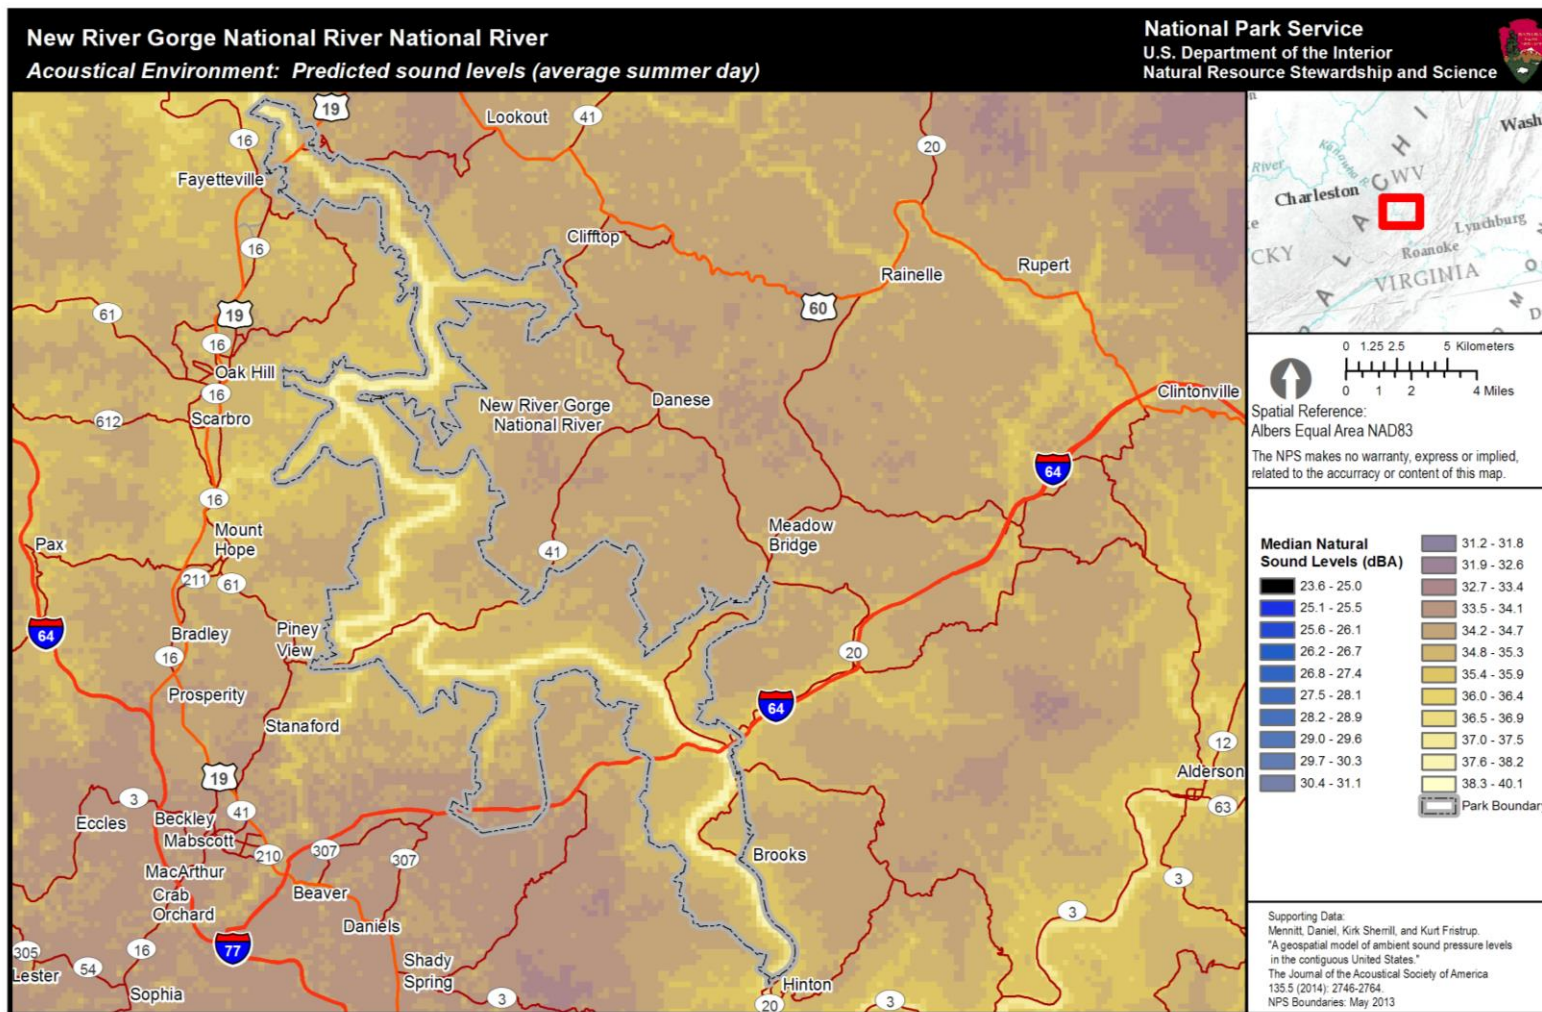 New River Gorge National River National River
Acoustical Environment:  Predicted sound levels (average summer day)
National Park Service
U.S. Department of the Interior
Natural Resource Stewardship and Science
19
Lookout
41
16
20
Fayetteville
16
Clifftop
Rainelle
Rupert
61
19
60
16
Oak Hill
16
Scarbro
612
New River Gorge
National River
Danese
Clintonville
64
16
Mount
Hope
Meadow
Bridge
Pax
41
211
61
64
Bradley
Piney
View
16
20
Prosperity
64
Stanaford
12
19
Alderson
3
41
63
Eccles
Beckley
Mabscott
210
307
307
Brooks
MacArthur
Crab
Orchard
Beaver
3
Daniels
3
16
77
305
Lester
54
Shady
Spring
Sophia
3
Hinton
20
3
WV
Charleston
Kanawha R.
River
Wash
A L A C H I
P A L
Lynchburg
Roanoke
CKY
VIRGINIA
M O N
0 1.25 2.5 5 Kilometers
0 1 2 4 Miles
Spatial Reference:
Albers Equal Area NAD83
The NPS makes no warranty, express or implied,
related to the accurracy or content of this map.
Median Natural
Sound Levels (dBA)
23.6 - 25.0
25.1 - 25.5
25.6 - 26.1
26.2 - 26.7
26.8 - 27.4
27.5 - 28.1
28.2 - 28.9
29.0 - 29.6
29.7 - 30.3
30.4 - 31.1
31.2 - 31.8
31.9 - 32.6
32.7 - 33.4
33.5 - 34.1
34.2 - 34.7
34.8 - 35.3
35.4 - 35.9
36.0 - 36.4
36.5 - 36.9
37.0 - 37.5
37.6 - 38.2
38.3 - 40.1
Park Boundary
Supporting Data:
Mennitt, Daniel, Kirk Sherrill, and Kurt Fristrup.
"A geospatial model of ambient sound pressure levels
in the contiguous United States."
The Journal of the Acoustical Society of America
135.5 (2014): 2746-2764.
NPS Boundaries: May 2013